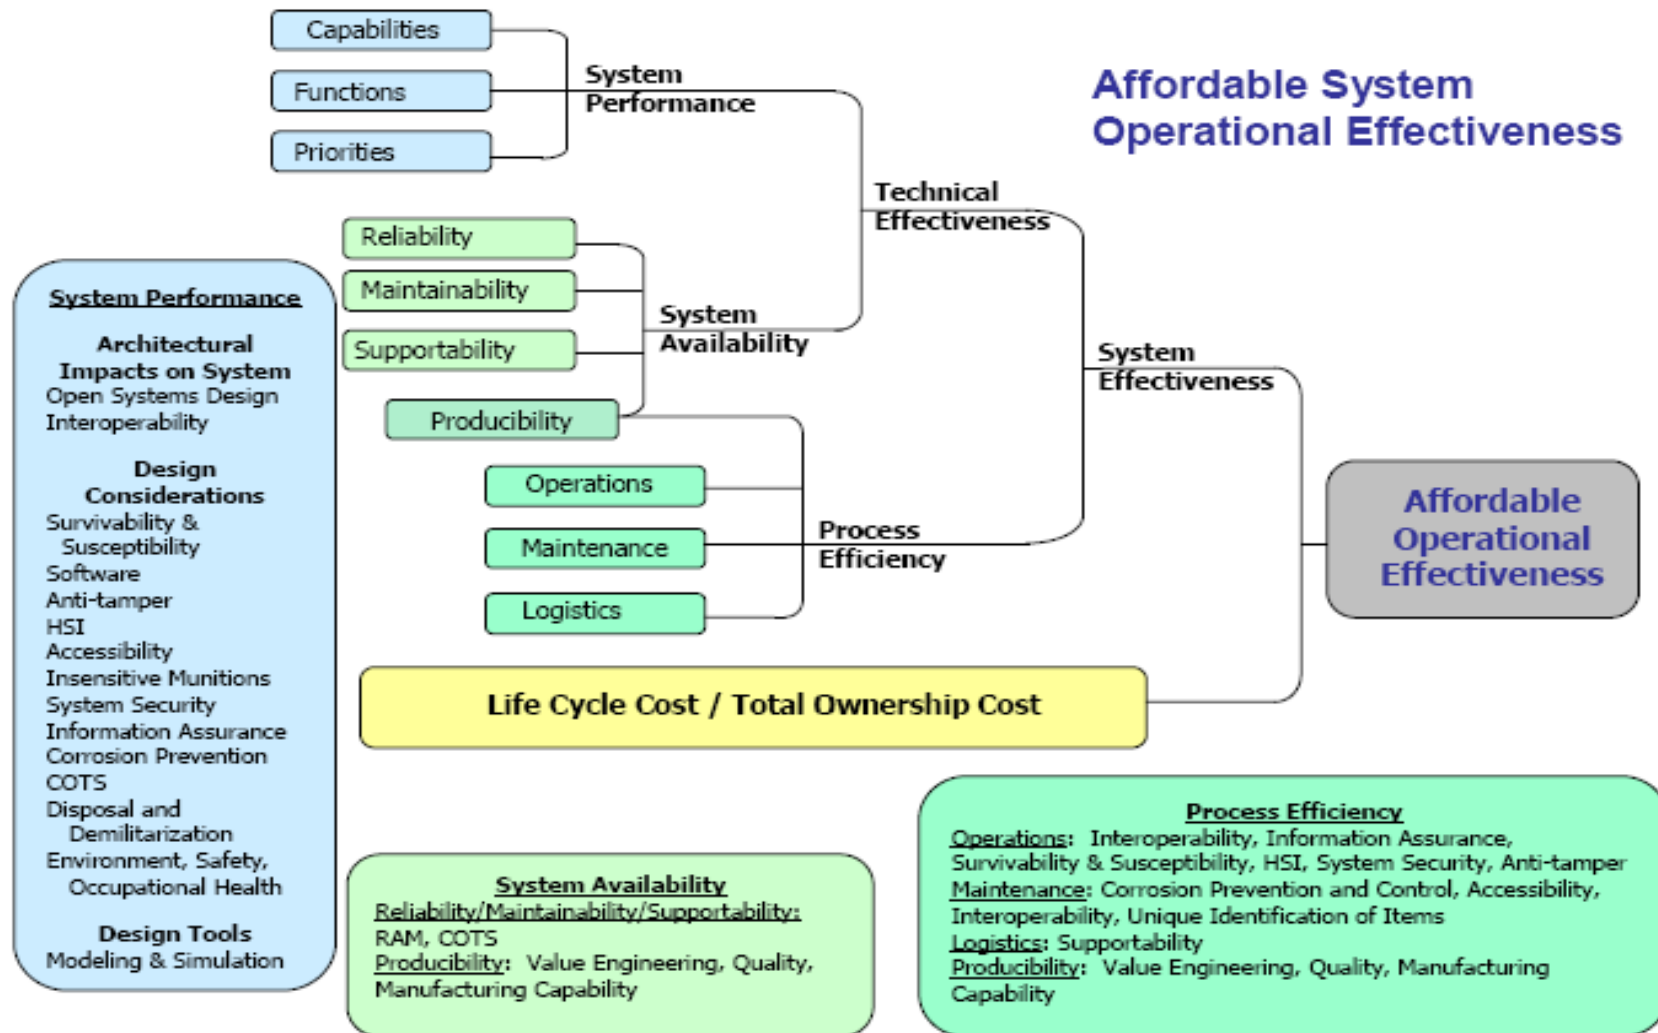 Affordable System
Operational Effectiveness
Capabilities
Functions
Priorities
System
Performance
Technical
Effectiveness
Reliability
Maintainability
Supportability
Producibility
System
Availability
System
Effectiveness
Operations
Maintenance
Logistics
Process
Efficiency
Affordable
Operational
Effectiveness
Life Cycle Cost / Total Ownership Cost
System Performance
Architectural
Impacts on System
Open Systems Design
Interoperability
Design
Considerations
Survivability &
Susceptibility
Software
Anti-tamper
HSI
Accessibility
Insensitive Munitions
System Security
Information Assurance
Corrosion Prevention
COTS
Disposal and
Demilitarization
Environment, Safety,
Occupational Health
Design Tools
Modeling & Simulation
System Availability
Reliability/Maintainability/Supportability:
RAM, COTS
Producibility: Value Engineering, Quality,
Manufacturing Capability
Process Efficiency
Operations: Interoperability, Information Assurance,
Survivability & Susceptibility, HSI, System Security, Anti-tamper
Maintenance: Corrosion Prevention and Control, Accessibility,
Interoperability, Unique Identification of Items
Logistics: Supportability
Producibility: Value Engineering, Quality, Manufacturing
Capability